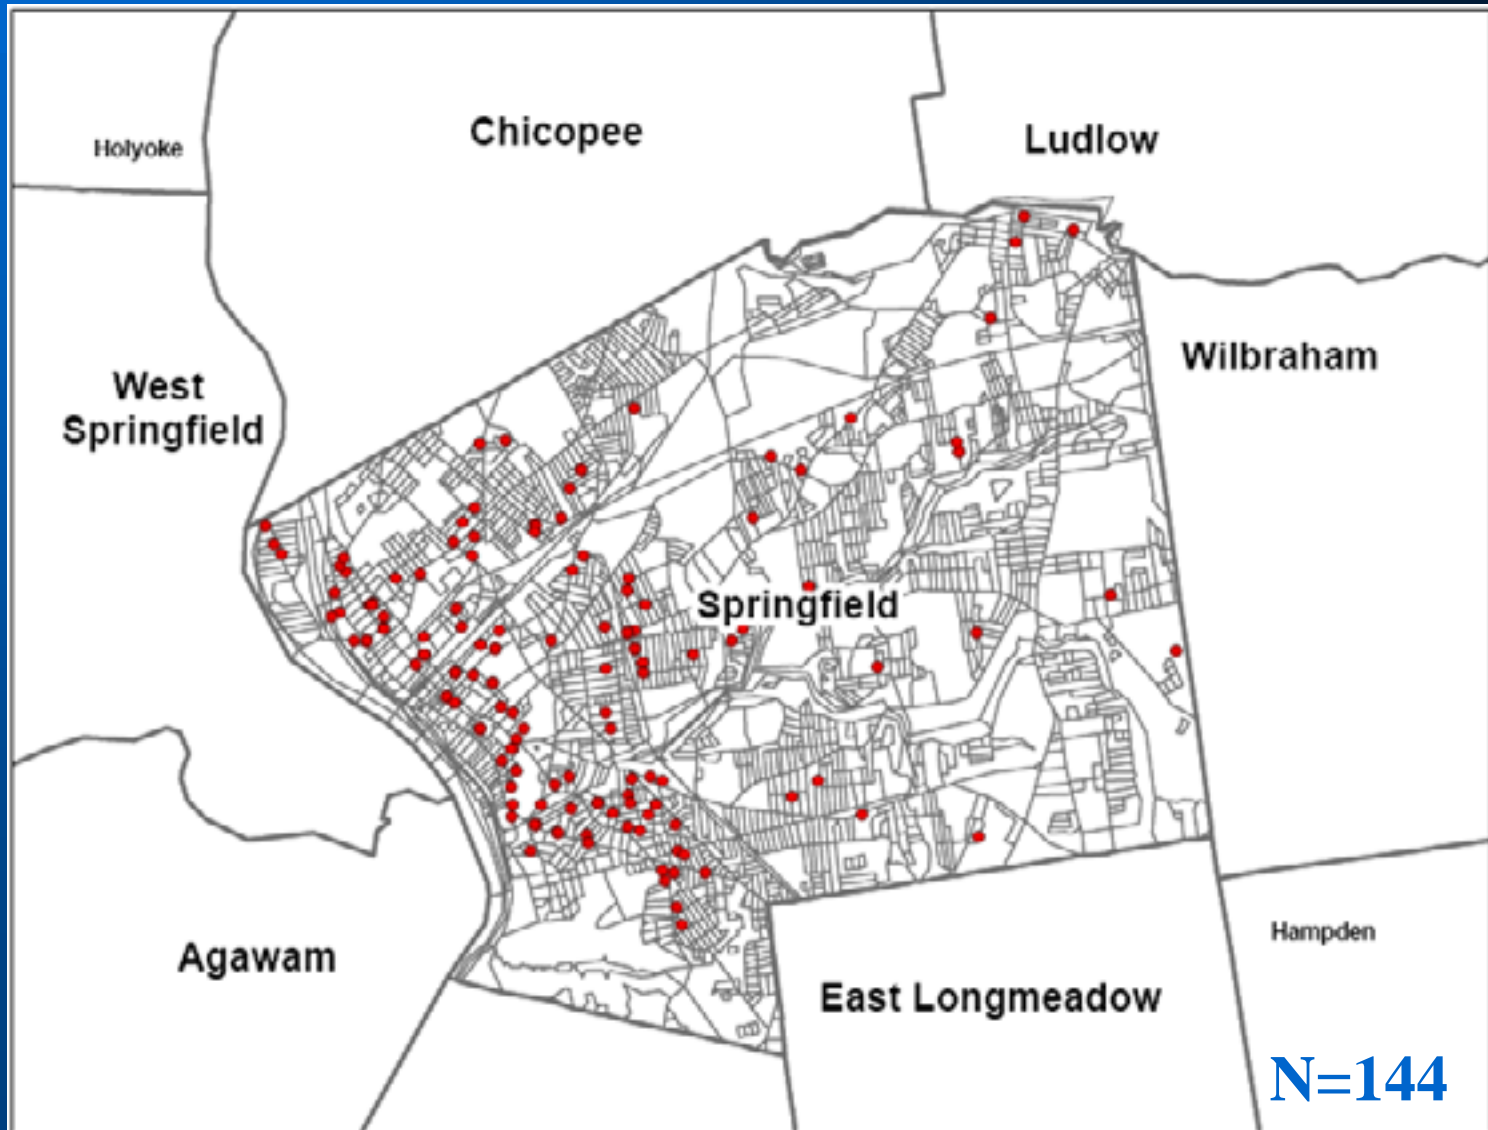 Chicopee
Ludlow
Holyoke
Wilbraham
West
Springfield
Springfield
Hampden
Agawam
East Longmeadow
N=144